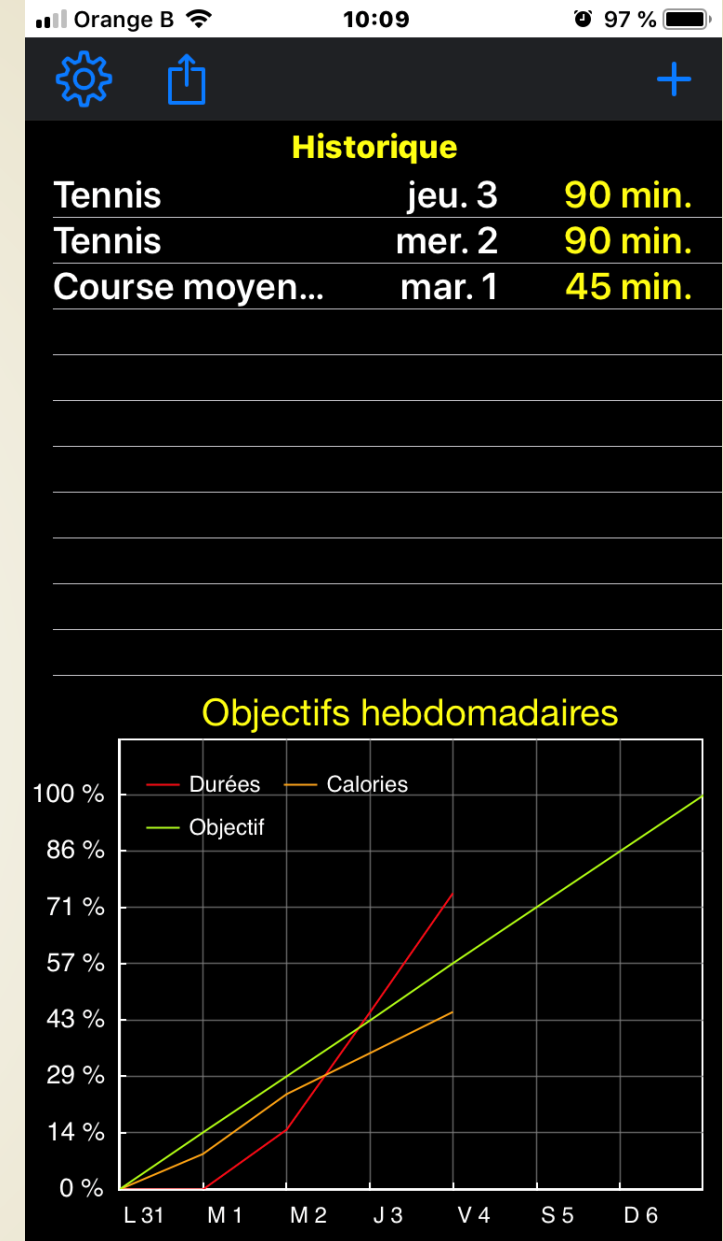 Orange B 10:09 97 %
Historique
Tennis jeu. 3 90 min.
Tennis mer. 2 90 min.
Course moyen... mar. 1 45 min.
Objectifs hebdomadaires
Durées Calories
Objectif
100 %
86 %
71 %
57 %
43 %
29 %
14 %
0 %
L 31 M 1 M 2 J 3 V 4 S 5 D 6